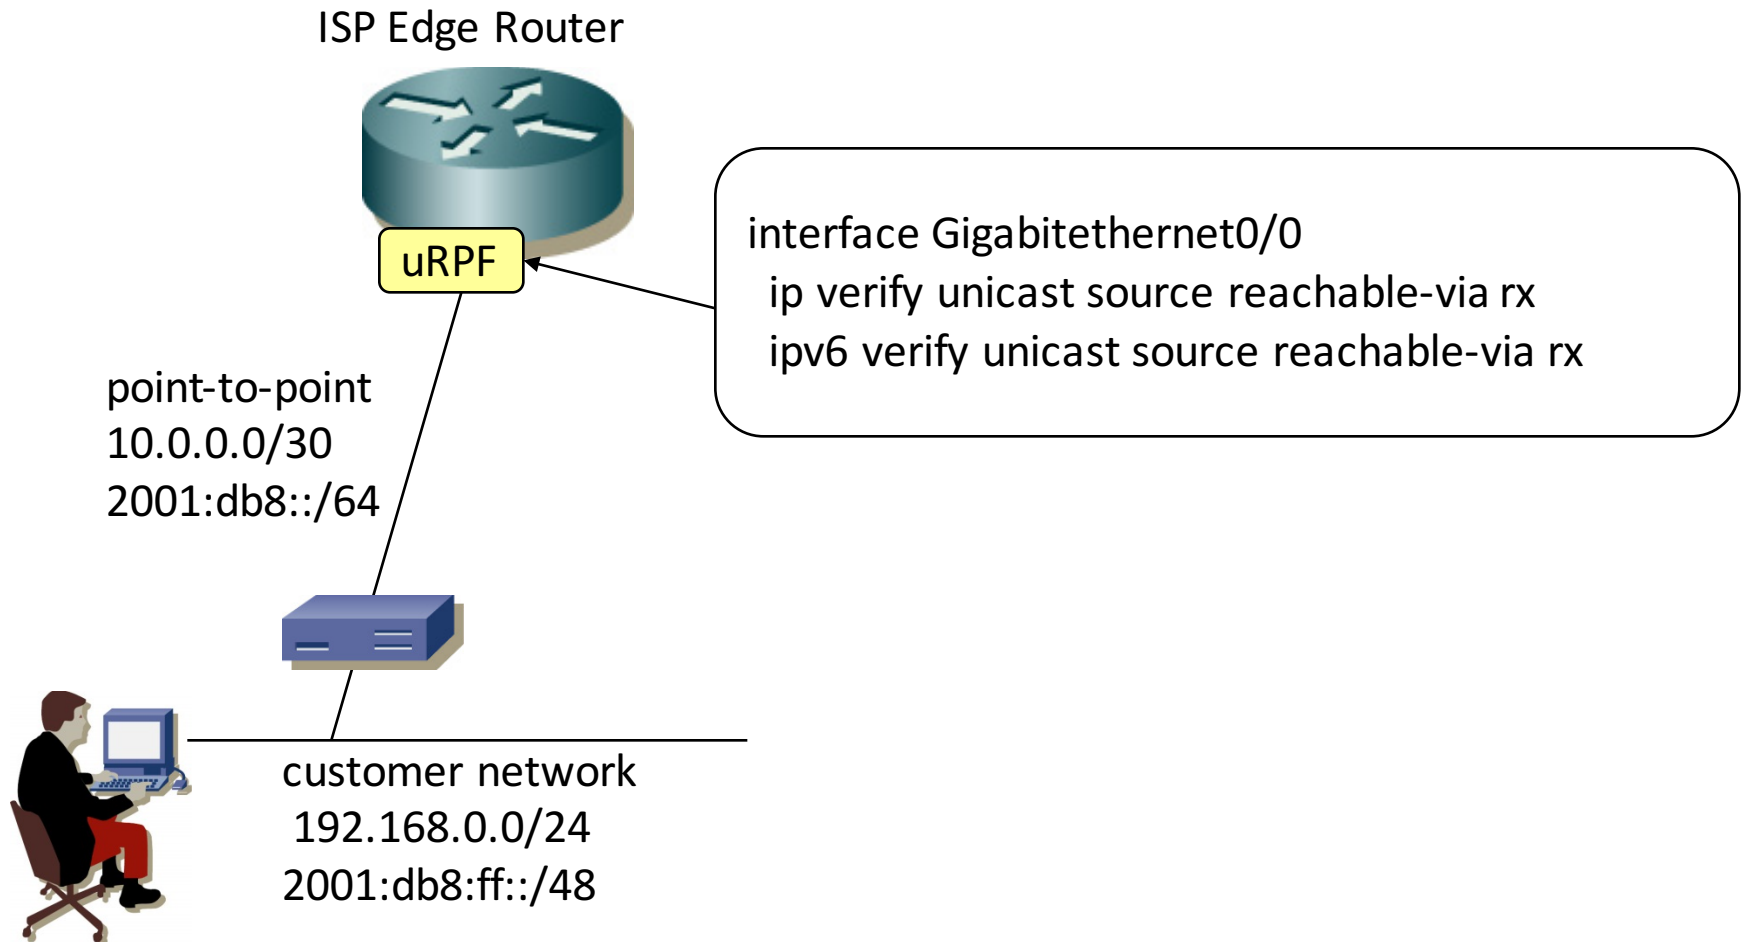 ISP Edge Router
uRPF
interface Gigabitethernet0/0
ip verify unicast source reachable-via rx
ipv6 verify unicast source reachable-via rx
point-to-point
10.0.0.0/30
2001:db8::/64
customer network
192.168.0.0/24
2001:db8:ff::/48